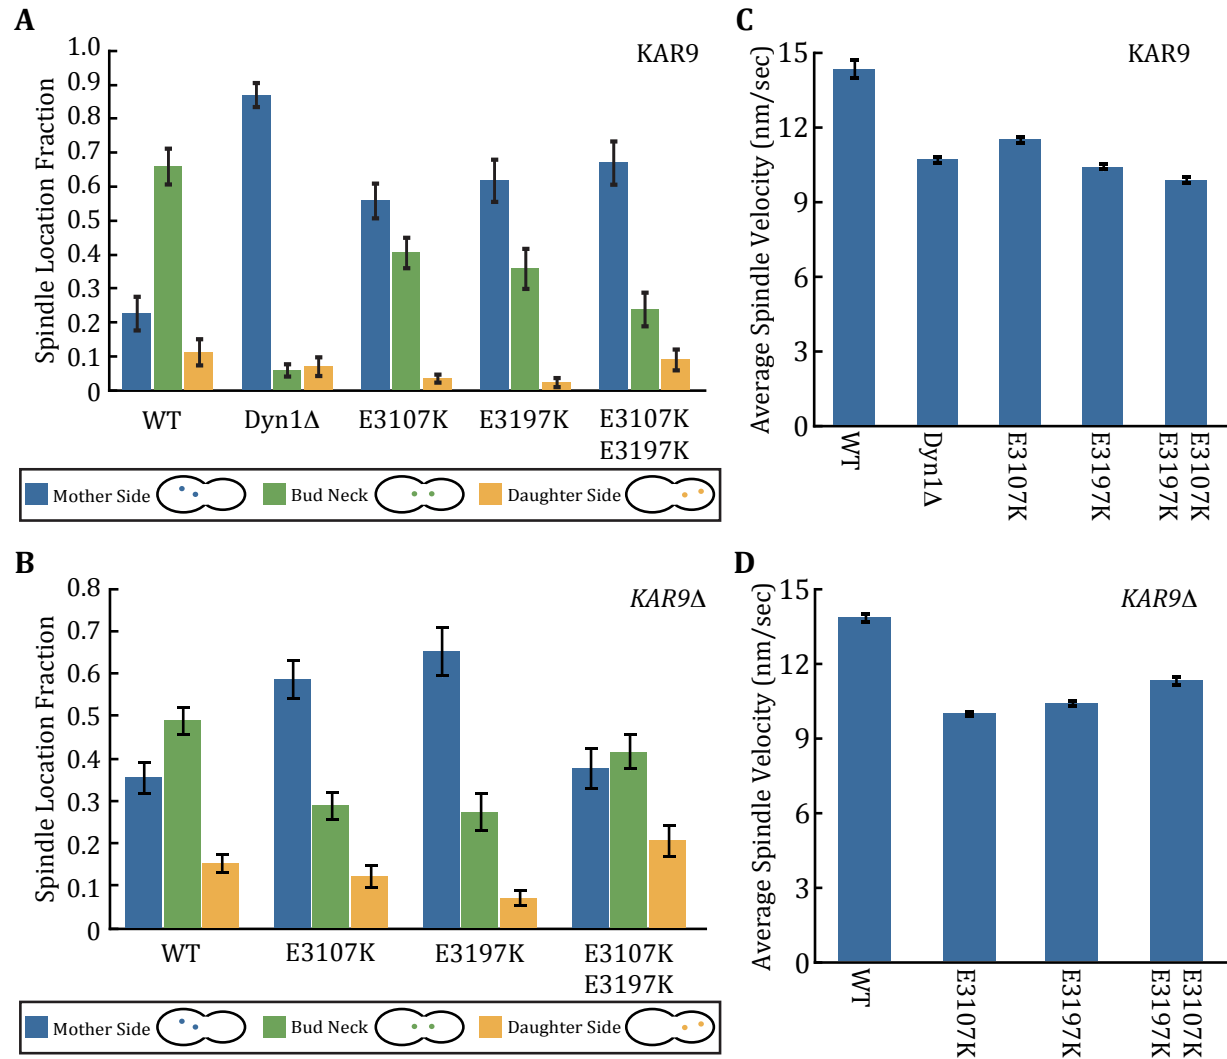 A
KAR9
Spindle Location Fraction
1.0
0.9
0.8
0.7
0.6
0.5
0.4
0.3
0.2
0.1
0
WT
Dyn1Δ
E3107K
E3197K
E3107K
E3197K
Mother Side
Bud Neck
Daughter Side
B
KAR9Δ
Spindle Location Fraction
0.8
0.7
0.6
0.5
0.4
0.3
0.2
0.1
0
WT
E3107K
E3197K
E3107K
E3197K
Mother Side
Bud Neck
Daughter Side
C
KAR9
Average Spindle Velocity (nm/sec)
15
12
9
6
3
0
WT
Dyn1Δ
E3107K
E3197K
E3107K
E3197K
D
KAR9Δ
Average Spindle Velocity (nm/sec)
15
12
9
6
3
0
WT
E3107K
E3197K
E3107K
E3197K